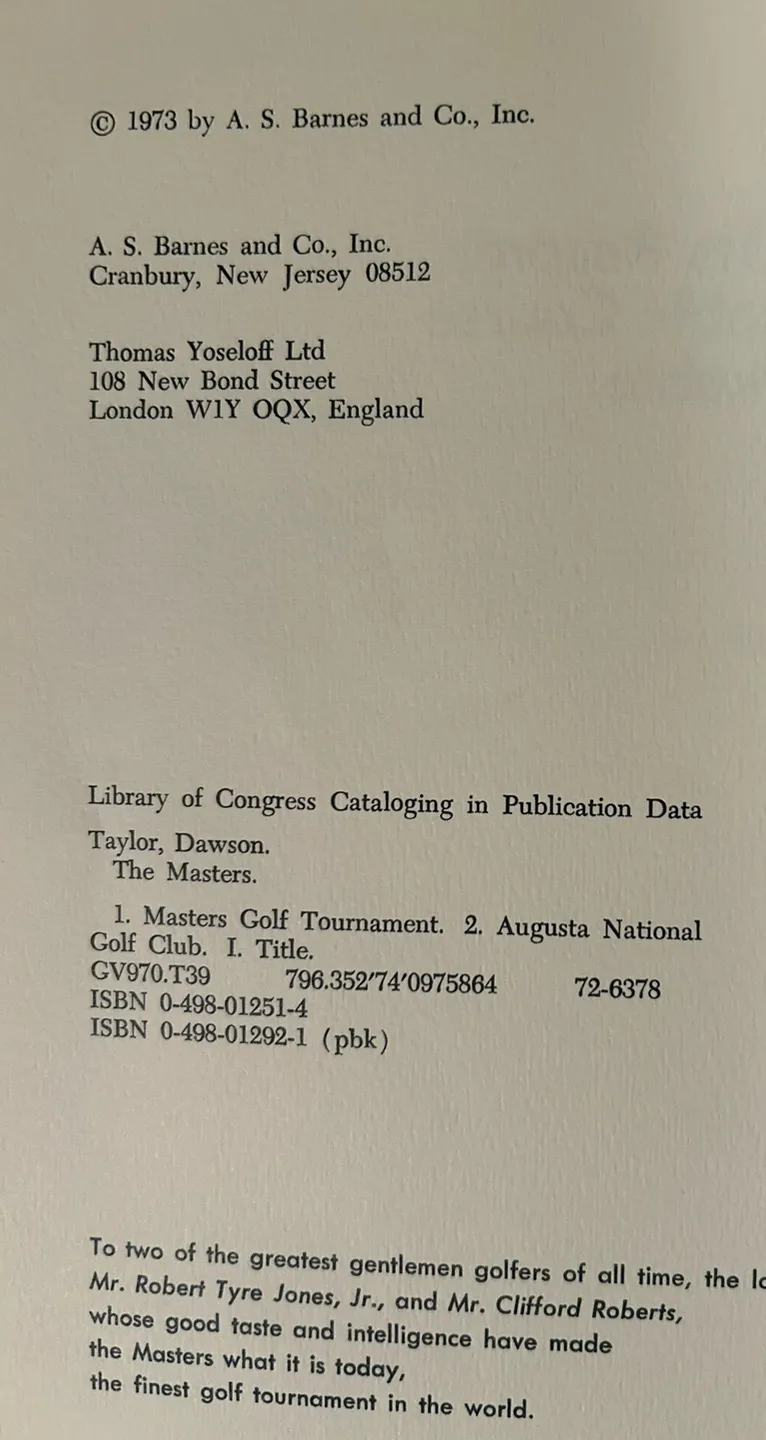 © 1973 by A. S. Barnes and Co., Inc.
A. S. Barnes and Co., Inc.
Cranbury, New Jersey 08512
Thomas Yoseloff Ltd
108 New Bond Street
London W1Y OQX, England
Library of Congress Cataloging in Publication Data
Taylor, Dawson.
The Masters.
1. Masters Golf Tournament. 2. Augusta National
Golf Club. I. Title.
GV970.T39 796.352'74'0975864 72-6378
ISBN 0-498-01251-4
ISBN 0-498-01292-1 (pbk)
To two of the greatest gentlemen golfers of all time, the
Mr. Robert Tyre Jones, Jr., and Mr. Clifford Roberts,
whose good taste and intelligence have made
the Masters what it is today,
the finest golf tournament in the world.